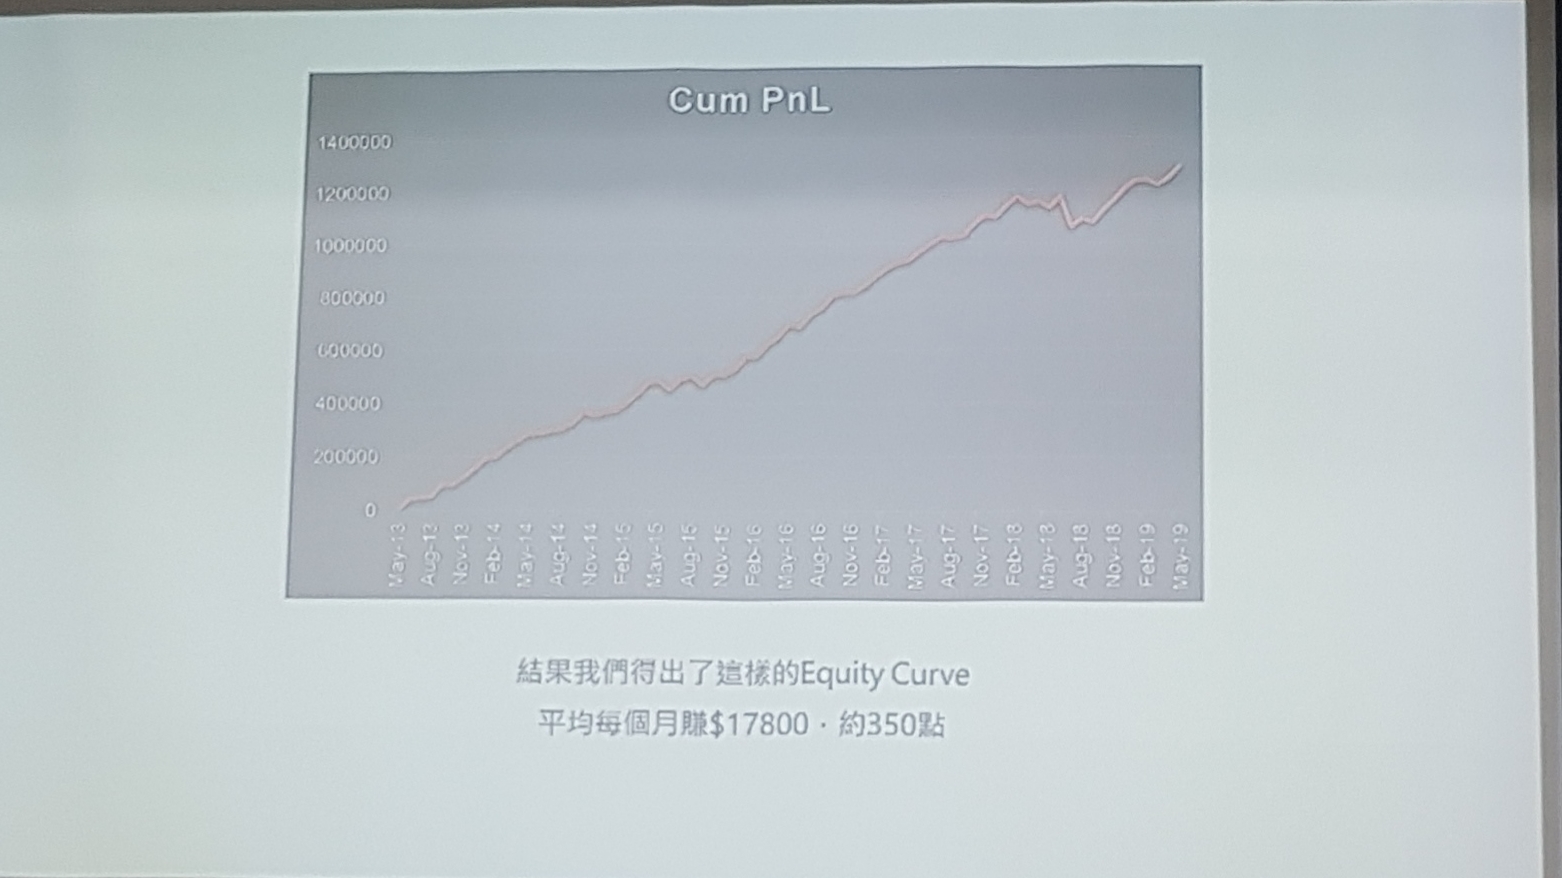 Cum PnL
1400000
1200000
1000000
800000
600000
400000
200000
0
May-13
Aug-13
Nov-13
Feb-14
May-14
Aug-14
Nov-14
Feb-15
May-15
Aug-15
Nov-15
Feb-16
May-16
Aug-16
Nov-16
Feb-17
May-17
Aug-17
Nov-17
Feb-18
May-18
Aug-18
Nov-18
Feb-19
May-19
結果我們得出了這樣的Equity Curve
平均每個月賺$17800,約350點